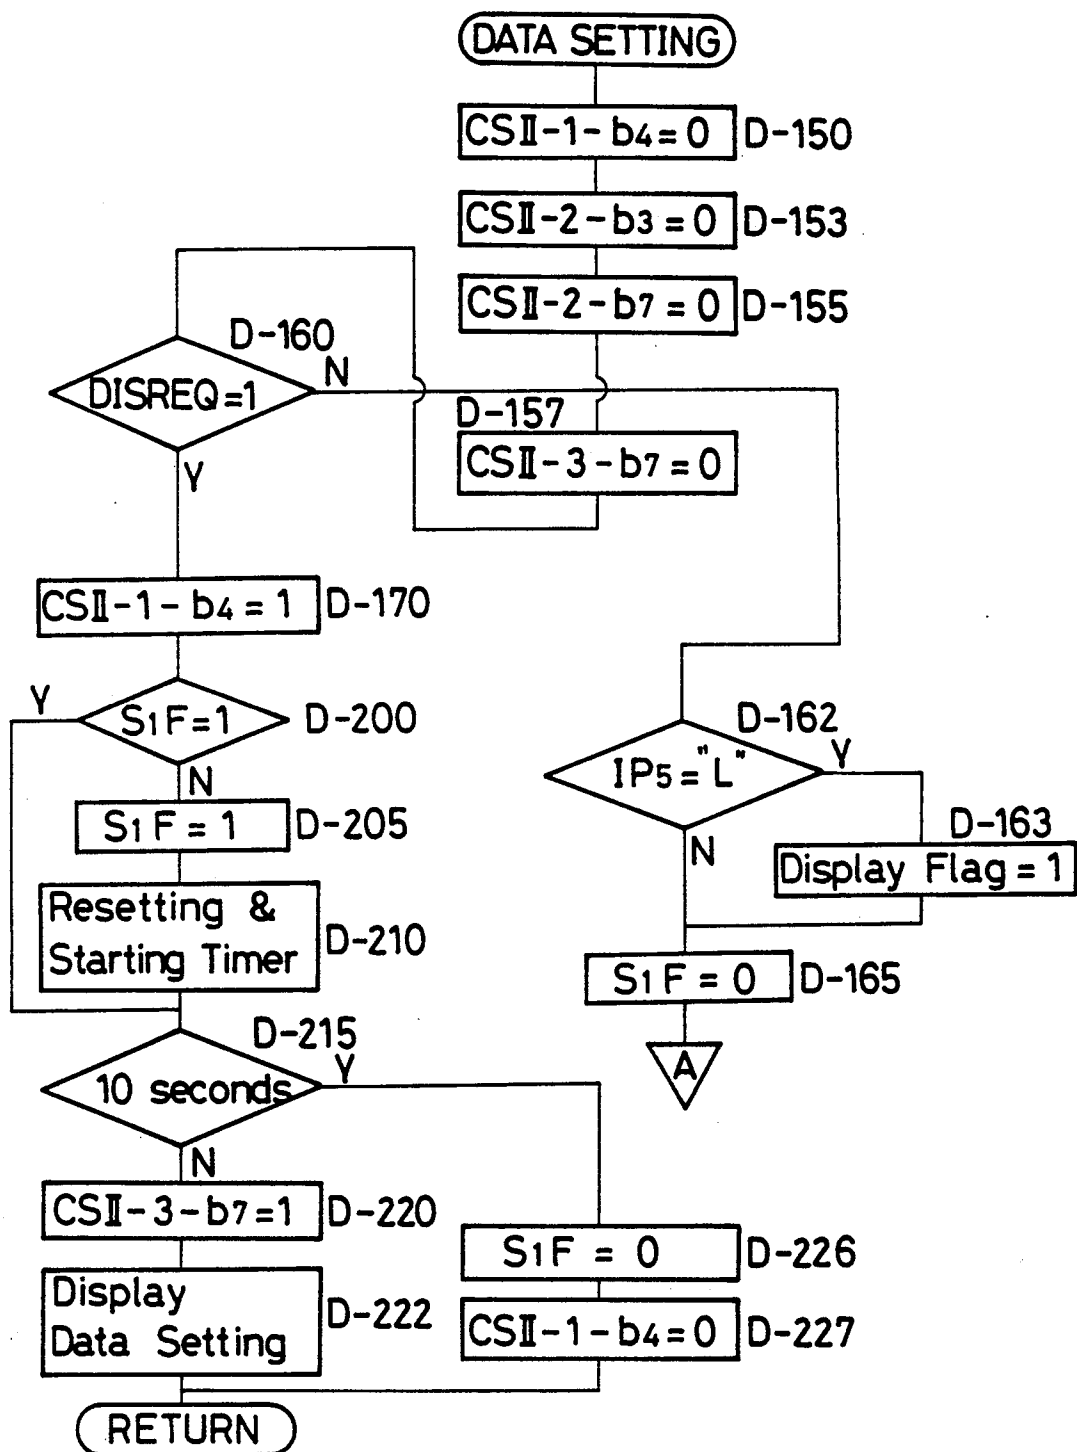 DATA SETTING
CSII-1-b4=0 D-150
CSII-2-b3=0 D-153
CSII-2-b7=0 D-155
D-157
CSII-3-b7=0
D-160
DISREQ=1
N
Y
CSII-1-b4=1 D-170
S1F=1 D-200
Y
N
S1F=1 D-205
Resetting &
Starting Timer
D-210
D-215
10 seconds
Y
N
CSII-3-b7=1 D-220
Display
Data Setting
D-222
S1F=0 D-226
CSII-1-b4=0 D-227
RETURN
D-162
IP5="L"
Y
N
D-163
Display Flag=1
S1F=0 D-165
A